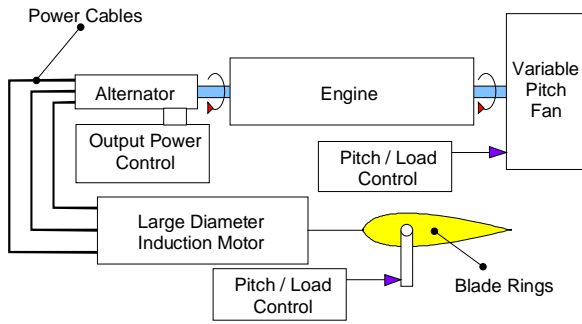 Power Cables
Alternator
Engine
Variable
Pitch
Fan
Output Power
Control
Pitch / Load
Control
Large Diameter
Induction Motor
Pitch / Load
Control
Blade Rings